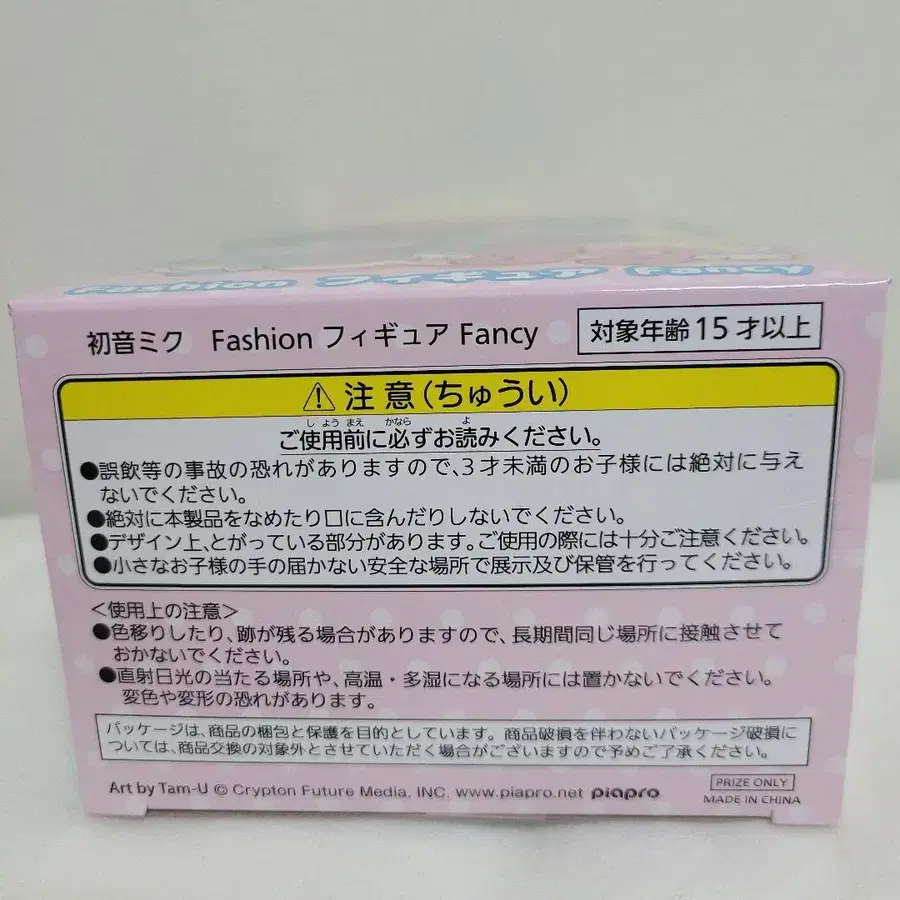 Fashion フィギュア Fancy
初音ミク Fashion フィギュア Fancy 対象年齢15才以上
⚠注意(ちゅうい)
しようまえ かなら よ
ご使用前に必ずお読みください。
●誤飲等の事故の恐れがありますので、3才未満のお子様には絶対に与え
ないでください。
●絶対に本製品をなめたり口に含んだりしないでください。
●デザイン上、とがっている部分があります。ご使用の際には十分ご注意ください。
●小さなお子様の手の届かない安全な場所で展示及び保管を行ってください。
<使用上の注意>
●色移りしたり、跡が残る場合がありますので、長期間同じ場所に接触させて
おかないでください。
●直射日光の当たる場所や、高温・多湿になる場所には置かないでください。
変色や変形の恐れがあります。
パッケージは、商品の梱包と保護を目的としています。商品破損を伴わないパッケージ破損に
ついては、商品交換の対象外とさせていただく場合がございますので予めご了承ください。
Art by Tam-U © Crypton Future Media, INC. www.piapro.net piapro
PRIZE ONLY
MADE IN CHINA